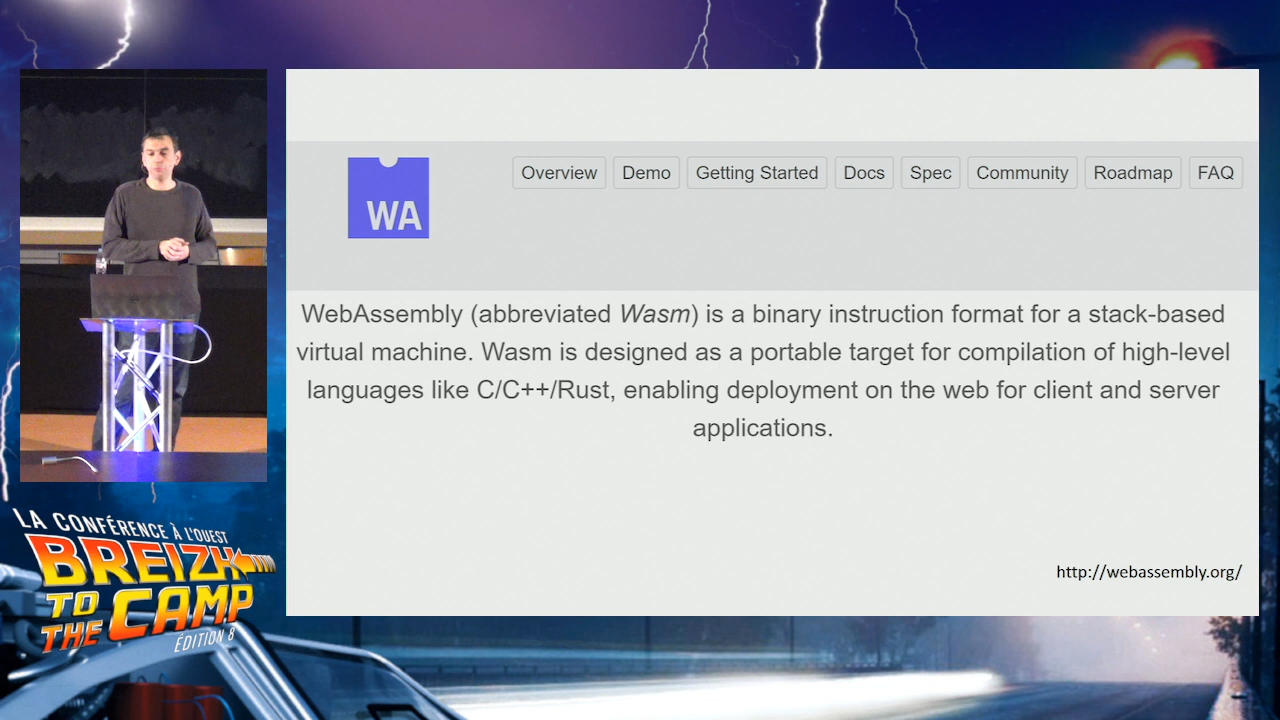 WA
Overview
Demo
Getting Started
Docs
Spec
Community
Roadmap
FAQ
WebAssembly (abbreviated Wasm) is a binary instruction format for a stack-based
virtual machine. Wasm is designed as a portable target for compilation of high-level
languages like C/C++/Rust, enabling deployment on the web for client and server
applications.
http://webassembly.org/
LA CONFÉRENCE À L'OUEST
BREIZH
TO CAMP
THE
ÉDITION 8